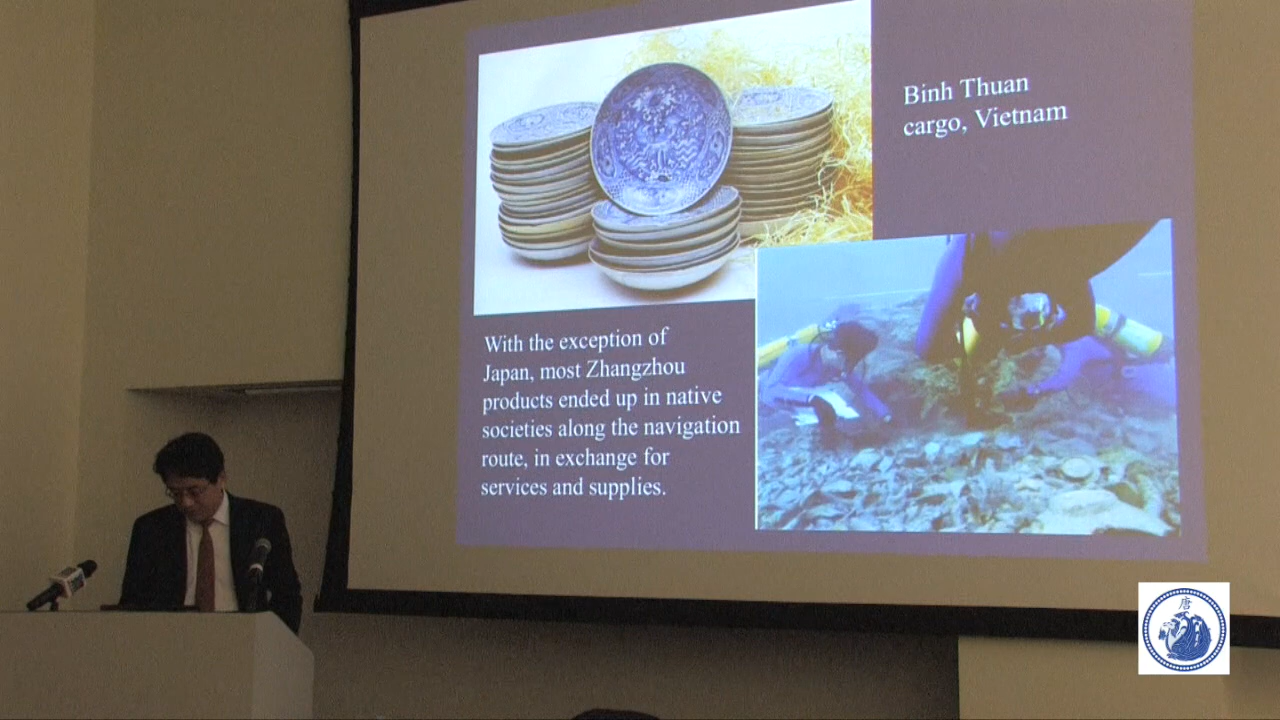 Binh Thuan
cargo, Vietnam
With the exception of
Japan, most Zhangzhou
products ended up in native
societies along the navigation
route, in exchange for
services and supplies.
唐